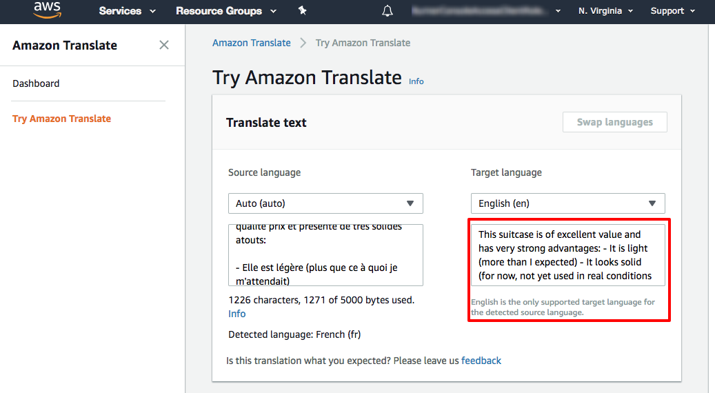 aws
Services
Resource Groups
N. Virginia
Support
Amazon Translate
Dashboard
Try Amazon Translate
Amazon Translate
Try Amazon Translate
Try Amazon Translate
Info
Translate text
Swap languages
Source language
Auto (auto)
qualité prix et présente de très solides
atouts:
- Elle est légère (plus que ce à quoi je
m'attendait)
1226 characters, 1271 of 5000 bytes used.
Info
Detected language: French (fr)
Target language
English (en)
This suitcase is of excellent value and
has very strong advantages: - It is light
(more than I expected) - It looks solid
(for now, not yet used in real conditions
English is the only supported target language for
the detected source language.
Is this translation what you expected? Please leave us feedback